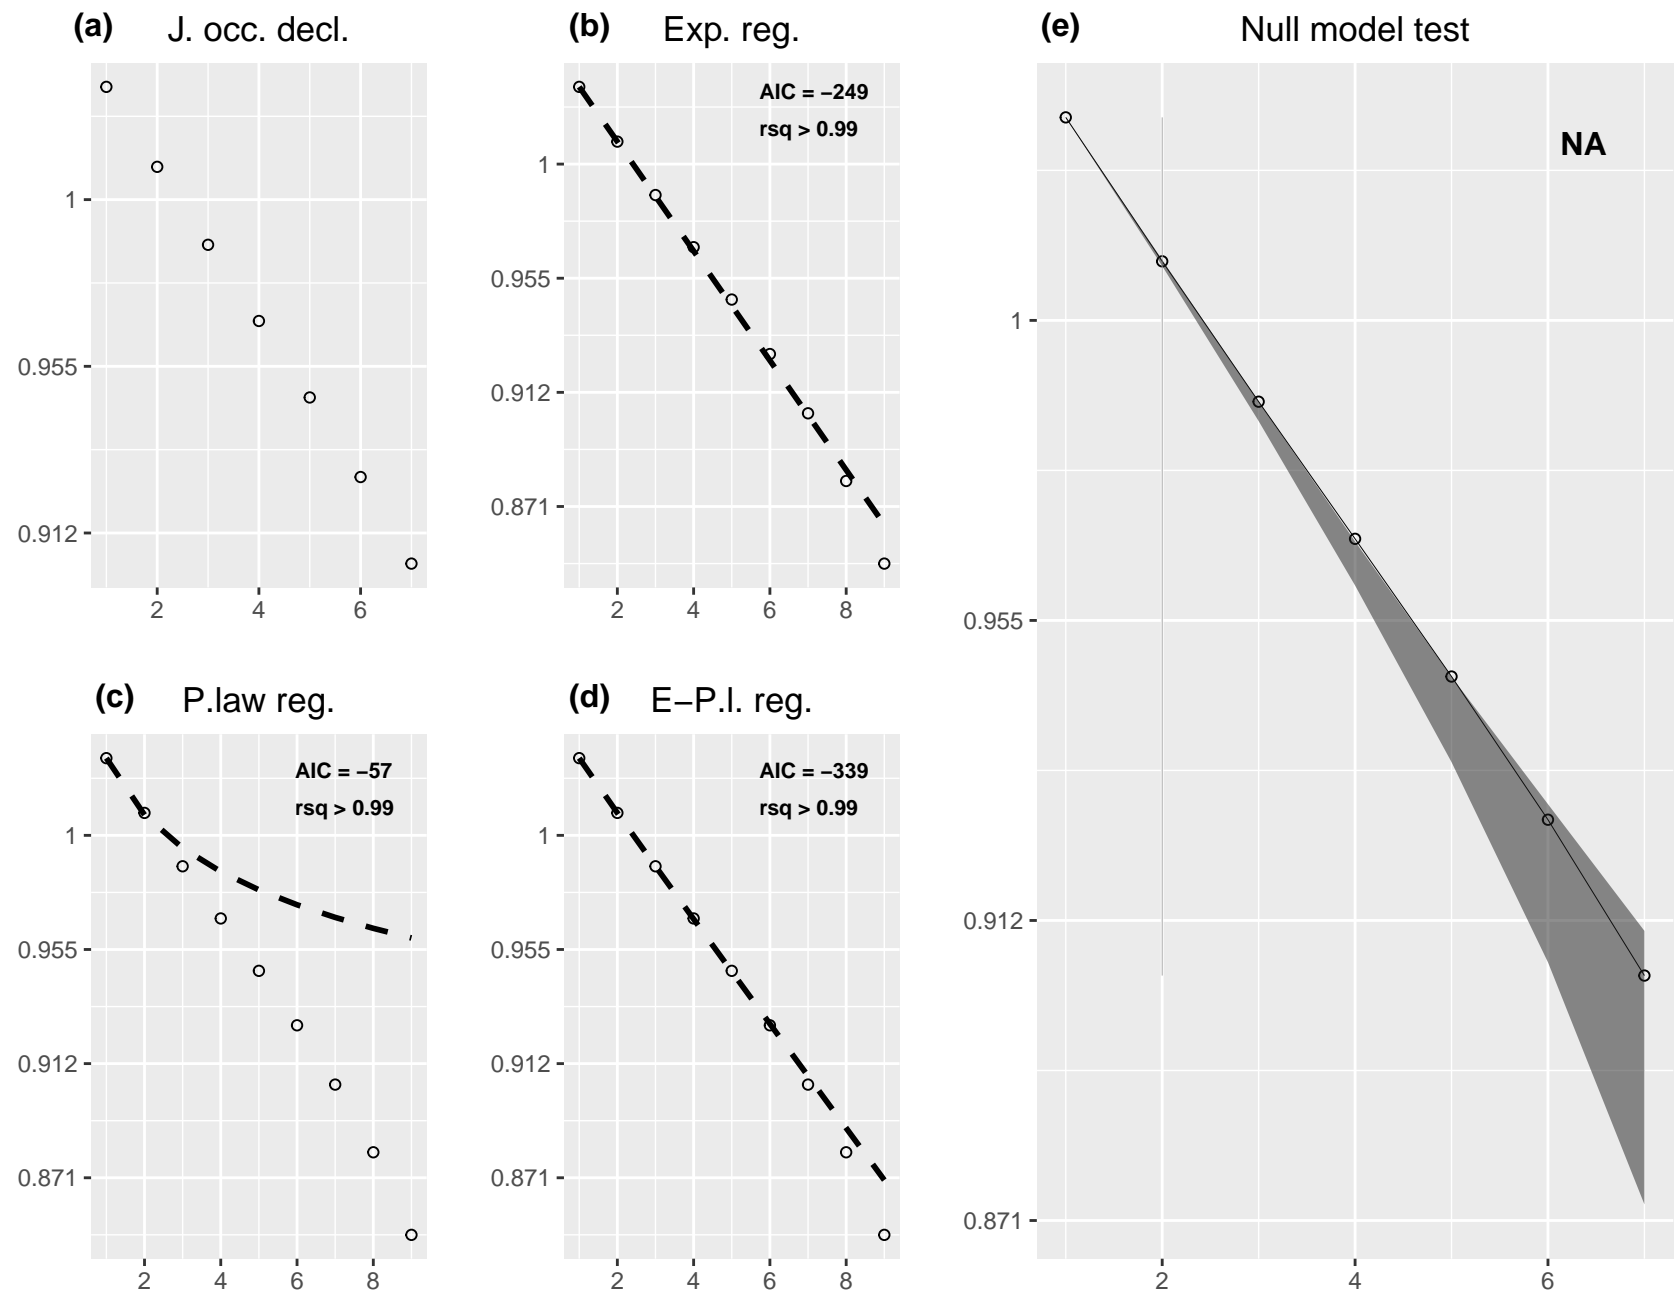 (a) J. occ. decl.
1
0.955
0.912
2 4 6
(b) Exp. reg.
AIC = −249
rsq > 0.99
1
0.955
0.912
0.871
2 4 6 8
(c) P.law reg.
AIC = −57
rsq > 0.99
1
0.955
0.912
0.871
2 4 6 8
(d) E−P.l. reg.
AIC = −339
rsq > 0.99
1
0.955
0.912
0.871
2 4 6 8
(e) Null model test
NA
1
0.955
0.912
0.871
2 4 6